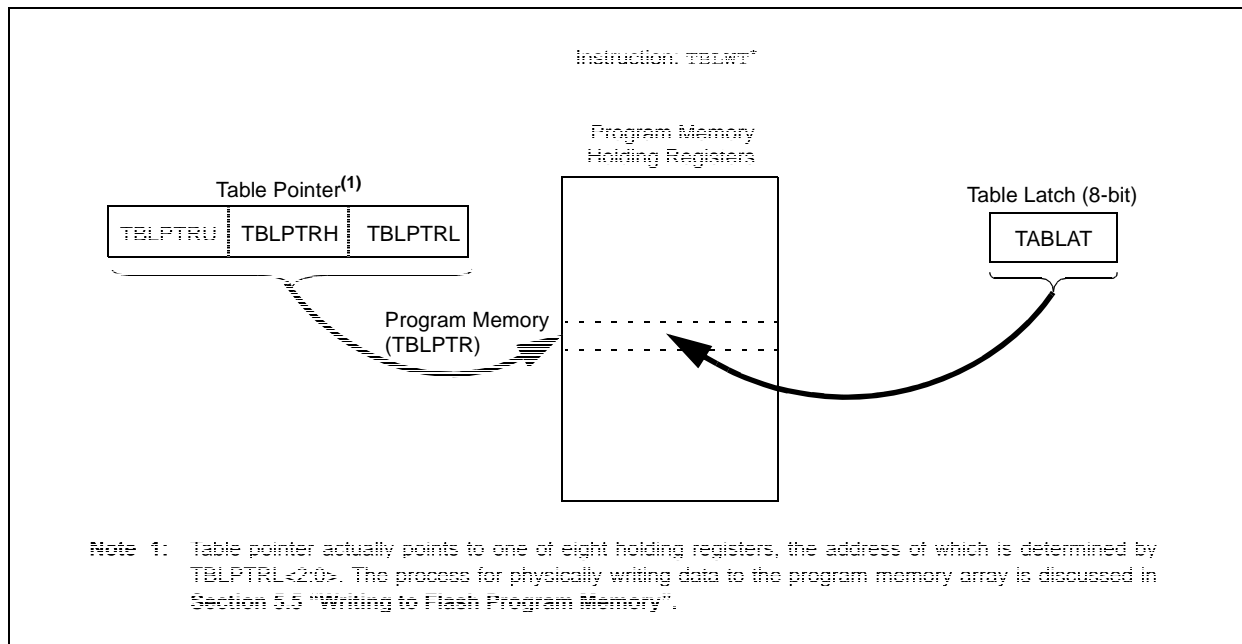 Instruction: TBLWT*
Program Memory
Holding Registers
Table Pointer(1)
Table Latch (8-bit)
TBLPTRU TBLPTRH TBLPTRL
TABLAT
Program Memory
(TBLPTR)
Note 1: Table pointer actually points to one of eight holding registers, the address of which is determined by
TBLPTRL<2:0>. The process for physically writing data to the program memory array is discussed in
Section 5.5 "Writing to Flash Program Memory".